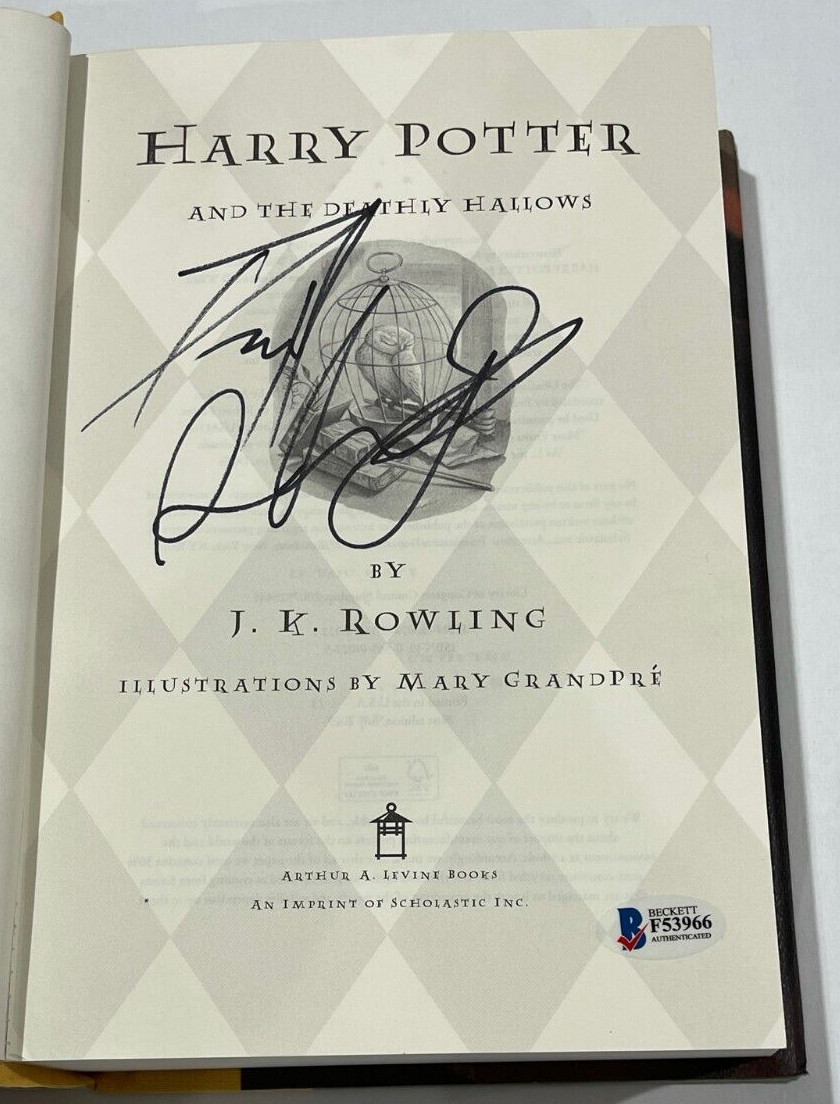 HARRY POTTER
AND THE DEATHLY HALLOWS
BY
J. K. ROWLING
ILLUSTRATIONS BY MARY GRANDPRÉ
ARTHUR A. LEVINE BOOKS
AN IMPRINT OF SCHOLASTIC INC.
BECKETT
F53966
AUTHENTICATED